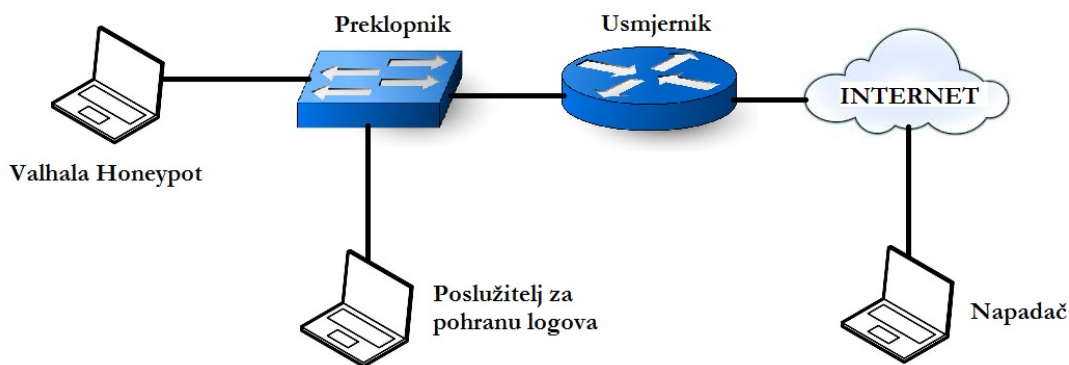 Preklopnik
Usmjernik
INTERNET
Valhala Honeypot
Poslužitelj za
pohranu logova
Napadač